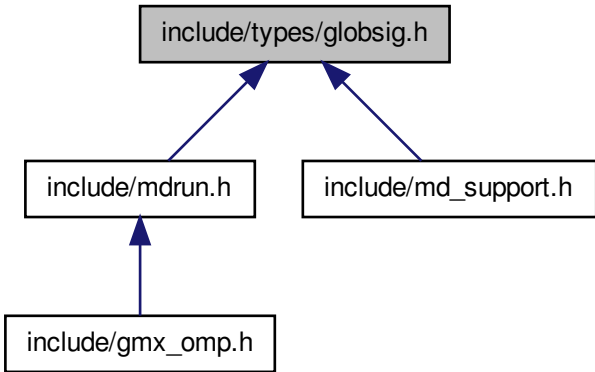 include/types/globsig.h
include/mdrun.h
include/md_support.h
include/gmx_omp.h